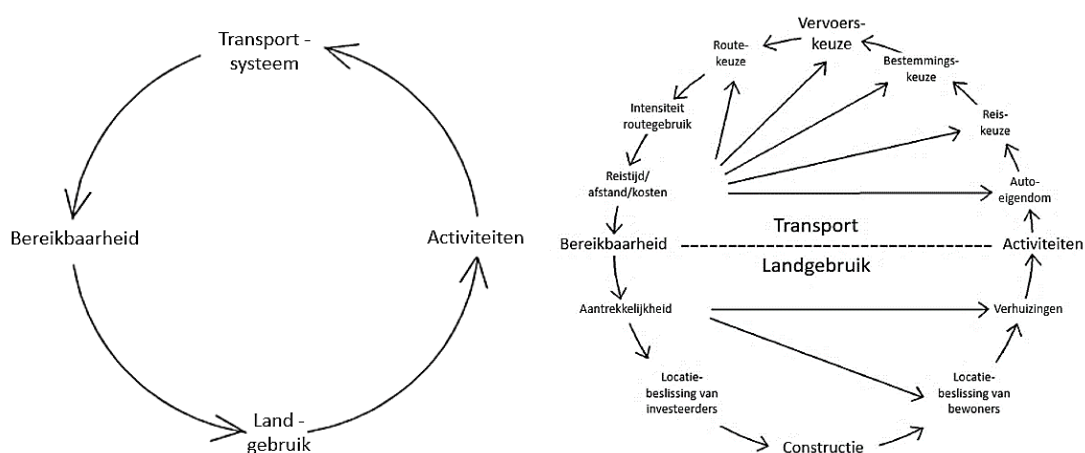 Transport -
systeem
Bereikbaarheid
Activiteiten
Land -
gebruik
Vervoers-
keuze
Route-
keuze
Bestemmings-
keuze
Intensiteit
routegebruik
Reis-
keuze
Reistijd/
afstand/kosten
Auto-
eigendom
Transport
Bereikbaarheid
Activiteiten
Landgebruik
Aantrekkelijkheid
Verhuizingen
Locatie-
beslissing van
investeerders
Locatie-
beslissing van
bewoners
Constructie